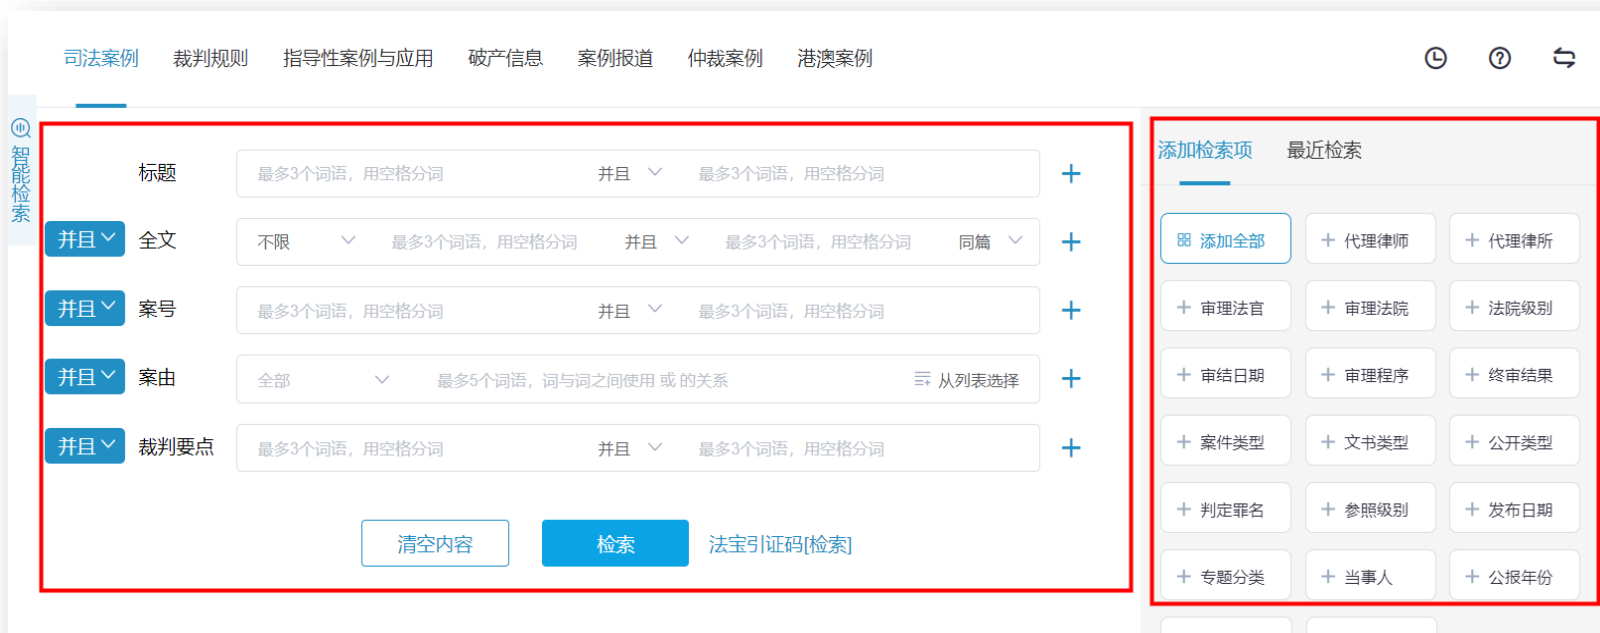 司法案例 裁判规则 指导性案例与应用 破产信息 案例报道 仲裁案例 港澳案例
智能检索
标题 最多3个词语，用空格分词 并且 最多3个词语，用空格分词
并且 全文 不限 最多3个词语，用空格分词 并且 最多3个词语，用空格分词 同篇
并且 案号 最多3个词语，用空格分词 并且 最多3个词语，用空格分词
并且 案由 全部 最多5个词语，词与词之间使用 或 的关系 从列表选择
并且 裁判要点 最多3个词语，用空格分词 并且 最多3个词语，用空格分词
清空内容 检索 法宝引证码[检索]
添加检索项 最近检索
添加全部 + 代理律师 + 代理律所
+ 审理法官 + 审理法院 + 法院级别
+ 审结日期 + 审理程序 + 终审结果
+ 案件类型 + 文书类型 + 公开类型
+ 判定罪名 + 参照级别 + 发布日期
+ 专题分类 + 当事人 + 公报年份